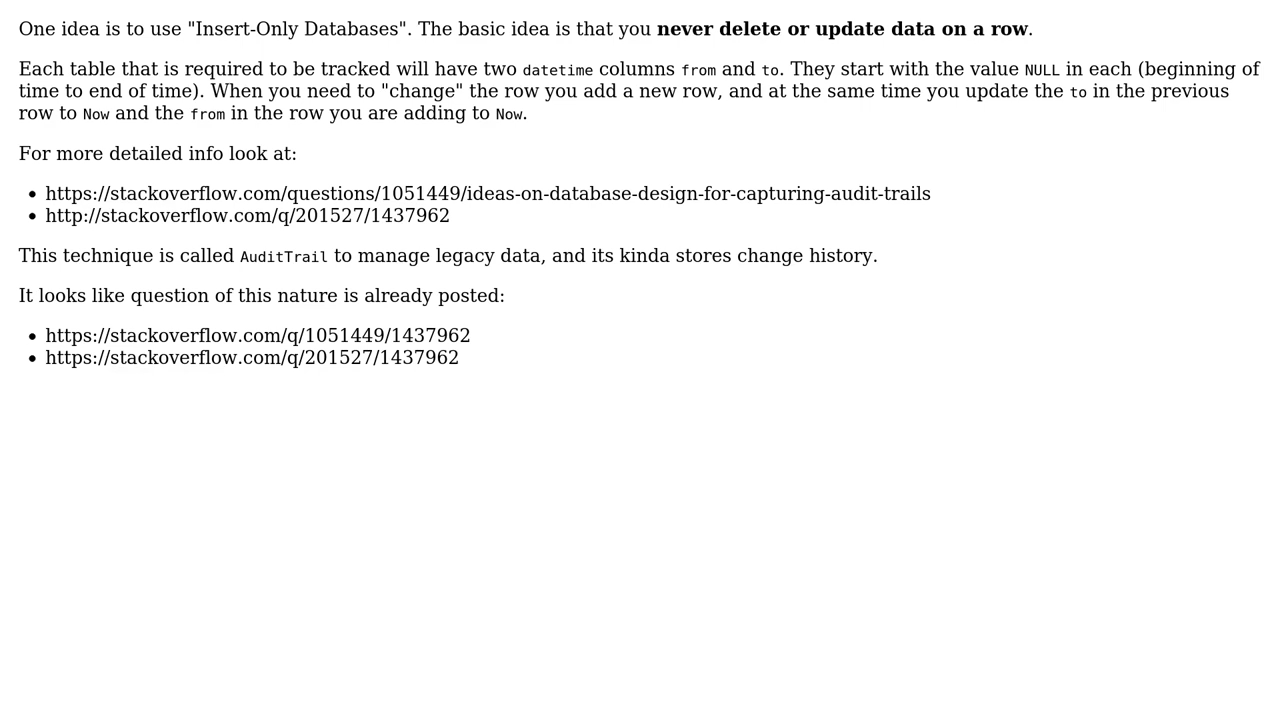 One idea is to use "Insert-Only Databases". The basic idea is that you never delete or update data on a row.
Each table that is required to be tracked will have two datetime columns from and to. They start with the value NULL in each (beginning of
time to end of time). When you need to "change" the row you add a new row, and at the same time you update the to in the previous
row to Now and the from in the row you are adding to Now.
For more detailed info look at:
• https://stackoverflow.com/questions/1051449/ideas-on-database-design-for-capturing-audit-trails
• http://stackoverflow.com/q/201527/1437962
This technique is called AuditTrail to manage legacy data, and its kinda stores change history.
It looks like question of this nature is already posted:
• https://stackoverflow.com/q/1051449/1437962
• https://stackoverflow.com/q/201527/1437962